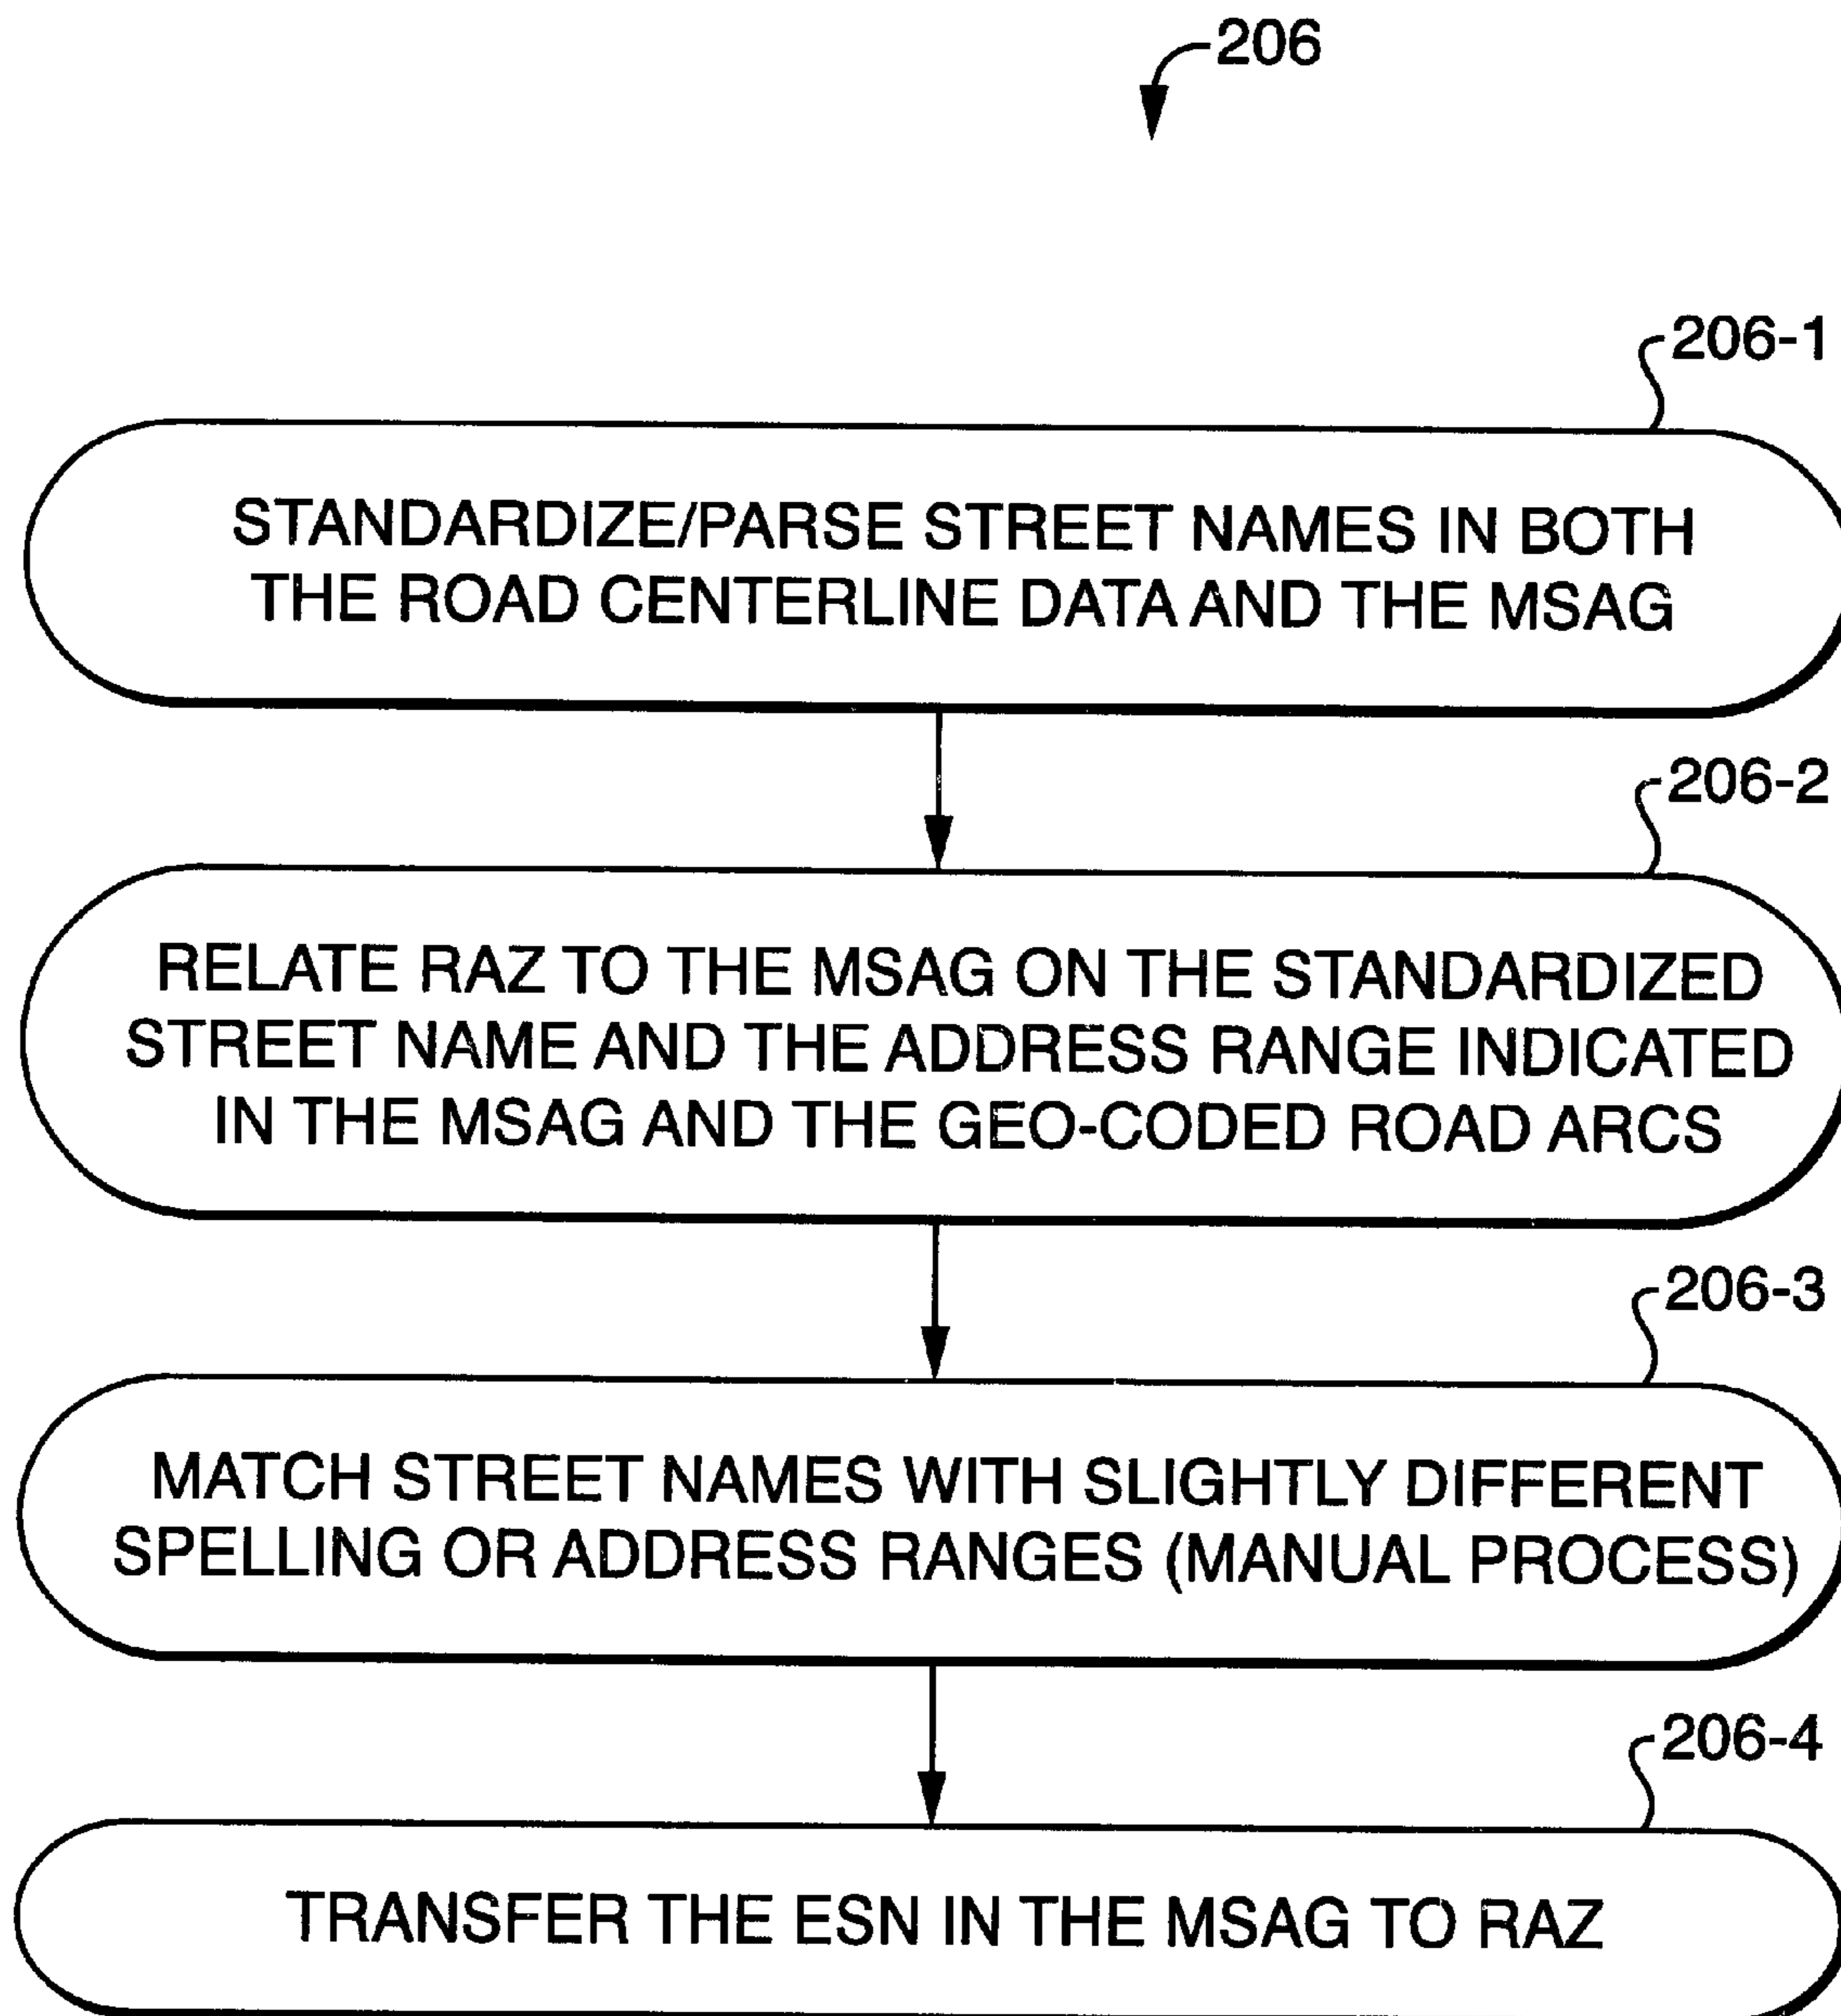 206
206-1
STANDARDIZE/PARSE STREET NAMES IN BOTH
THE ROAD CENTERLINE DATA AND THE MSAG
206-2
RELATE RAZ TO THE MSAG ON THE STANDARDIZED
STREET NAME AND THE ADDRESS RANGE INDICATED
IN THE MSAG AND THE GEO-CODED ROAD ARCS
206-3
MATCH STREET NAMES WITH SLIGHTLY DIFFERENT
SPELLING OR ADDRESS RANGES (MANUAL PROCESS)
206-4
TRANSFER THE ESN IN THE MSAG TO RAZ